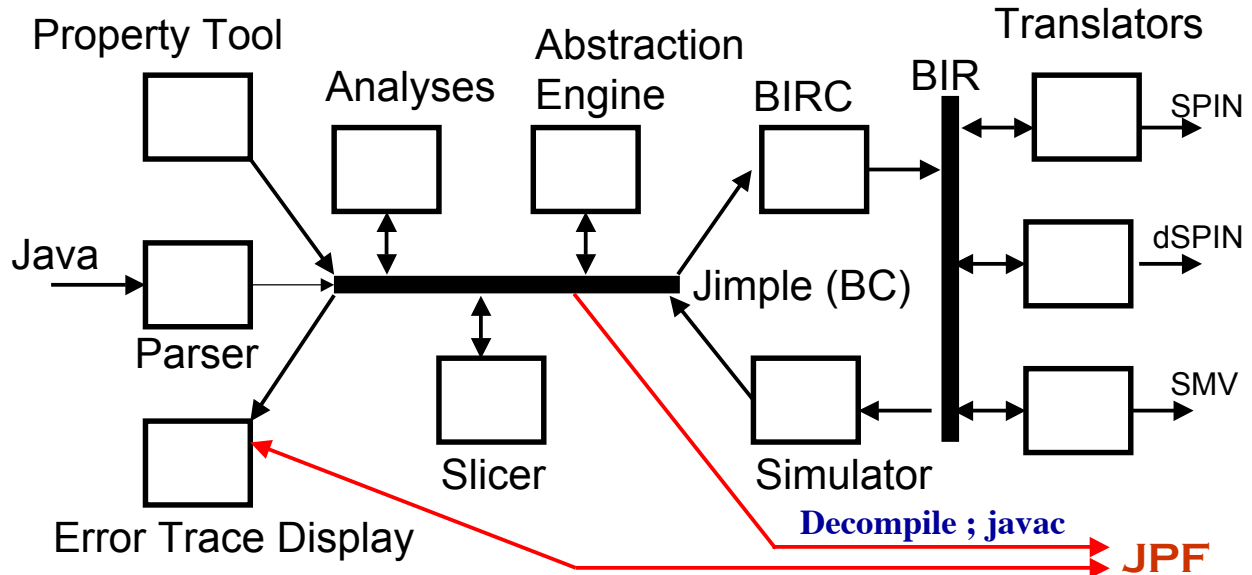 Property Tool
Analyses
Abstraction
Engine
BIRC
BIR
Translators
SPIN
Java
Parser
Jimple (BC)
dSPIN
Slicer
Simulator
SMV
Error Trace Display
Decompile ; javac
JPF